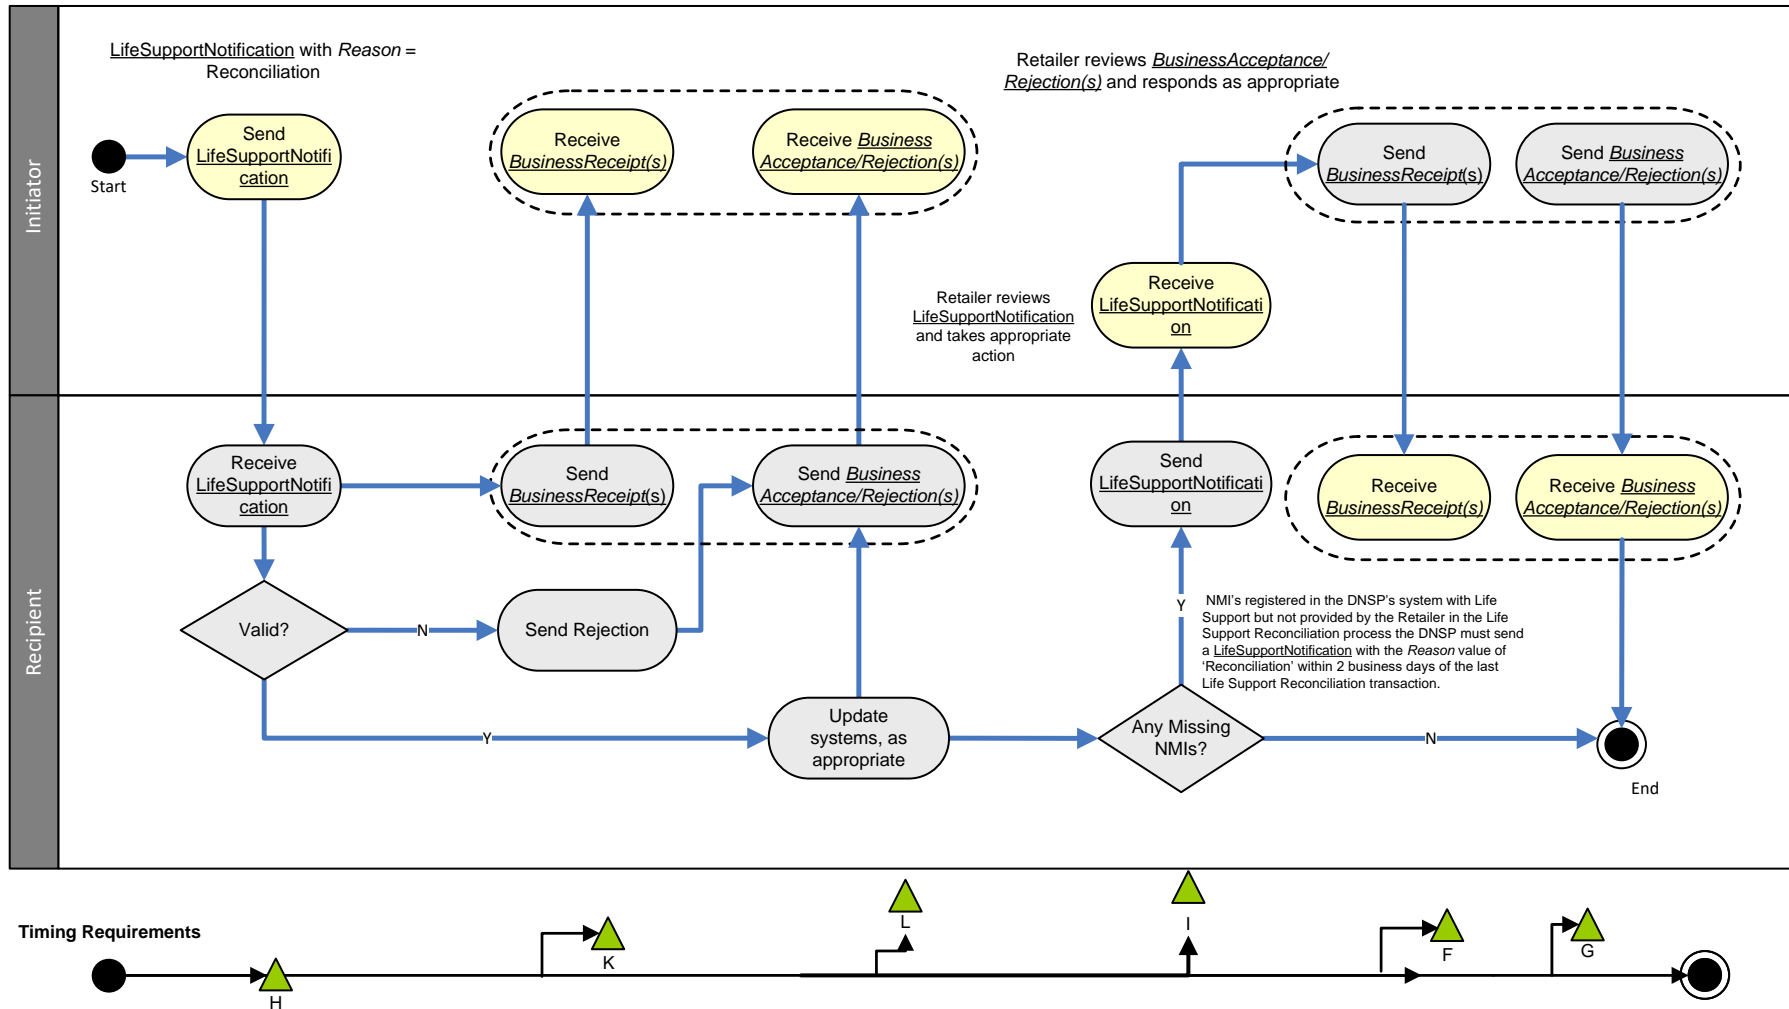 LifeSupportNotification with Reason =
Reconciliation
Retailer reviews BusinessAcceptance/
Rejection(s) and responds as appropriate
Initiator
Start
Send
LifeSupportNotifi
cation
Receive
BusinessReceipt(s)
Receive Business
Acceptance/Rejection(s)
Send
BusinessReceipt(s)
Send Business
Acceptance/Rejection(s)
Retailer reviews
LifeSupportNotification
and takes appropriate
action
Receive
LifeSupportNotificati
on
Recipient
Receive
LifeSupportNotifi
cation
Send
BusinessReceipt(s)
Send Business
Acceptance/Rejection(s)
Send
LifeSupportNotificati
on
Receive
BusinessReceipt(s)
Receive Business
Acceptance/Rejection(s)
Valid?
N
Send Rejection
Y
NMI's registered in the DNSP's system with Life
Support but not provided by the Retailer in the Life
Support Reconciliation process the DNSP must send
a LifeSupportNotification with the Reason value of
‘Reconciliation’ within 2 business days of the last
Life Support Reconciliation transaction.
Y
Update
systems, as
appropriate
Any Missing
NMIs?
N
End
Timing Requirements
H
K
L
I
F
G